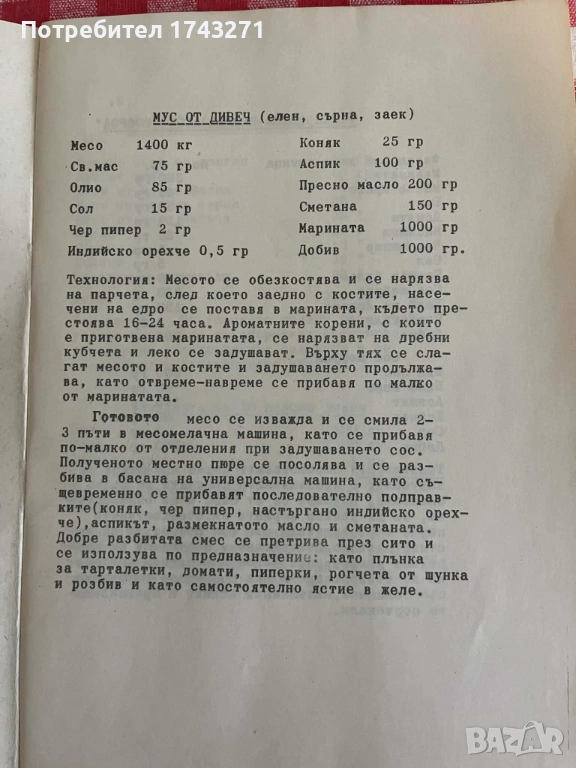 Потребител 1743271
МУС ОТ ДИВЕЧ (елен, сърна, заек)
Месо 1400 кг Коняк 25 гр
Св.мас 75 гр Аспик 100 гр
Олио 85 гр Пресно масло 200 гр
Сол 15 гр Сметана 150 гр
Чер пипер 2 гр Марината 1000 гр
Индийско орехче 0,5 гр Добив 1000 гр.
Технология: Месото се обезкостява и се нарязва
на парчета, след което заедно с костите, насе-
чени на едро се поставя в марината, където пре-
стоява 16-24 часа. Ароматните корени, с които
е приготвена маринатата, се нарязват на дребни
кубчета и леко се задушават. Върху тях се сла-
гат месото и костите и задушаването продължа-
ва, като отвреме-навреме се прибавя по малко
от маринатата.
Готовото месо се изважда и се смила 2-
3 пъти в месомелачна машина, като се прибавя
по-малко от отделения при задушаването сос.
Полученото местно пюре се посолява и се раз-
бива в басана на универсална машина, като съ-
щевременно се прибавят последователно подправ-
ките(коняк, чер пипер, настъргано индийско орех-
че),аспикът, размекнатото масло и сметаната.
Добре разбитата смес се претрива през сито и
се използува по предназначение: като плънка
за тарталетки, домати, пиперки, рогчета от шунка
и розбив и като самостоятелно ястие в желе.
BAZAR